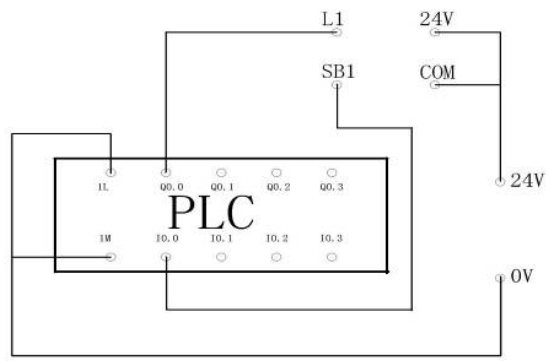 L1 24V
SB1 COM
24V
1L Q0.0 Q0.1 Q0.2 Q0.3
PLC
1M I0.0 I0.1 I0.2 I0.3
0V